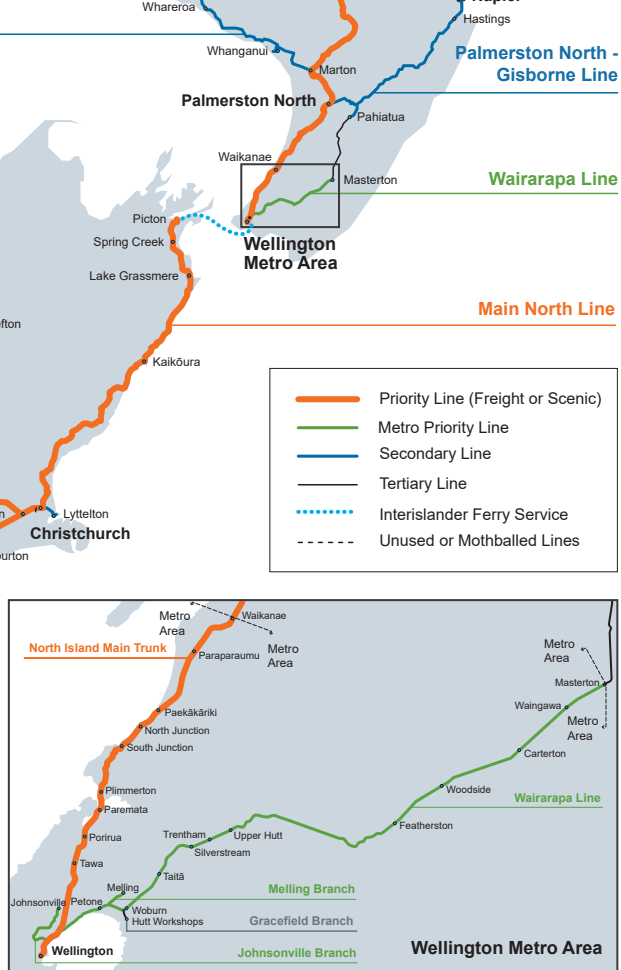 Whareroa
Hastings
Whanganui
Palmerston North -
Gisborne Line
Marton
Palmerston North
Pahiatua
Waikanae
Masterton
Wairarapa Line
Picton
Spring Creek
Wellington
Metro Area
Lake Grassmere
Main North Line
Kaikōura
Priority Line (Freight or Scenic)
Metro Priority Line
Secondary Line
Tertiary Line
Interislander Ferry Service
Unused or Mothballed Lines
Lyttelton
Christchurch
Metro
Area
Waikanae
North Island Main Trunk
Paraparaumu
Metro
Area
Metro
Area
Masterton
Paekākāriki
Waingawa
Metro
Area
North Junction
South Junction
Carterton
Plimmerton
Woodside
Wairarapa Line
Paremata
Featherston
Porirua
Trentham
Upper Hutt
Silverstream
Tawa
Taitā
Melling
Melling Branch
Johnsonville
Petone
Woburn
Hutt Workshops
Gracefield Branch
Wellington
Johnsonville Branch
Wellington Metro Area